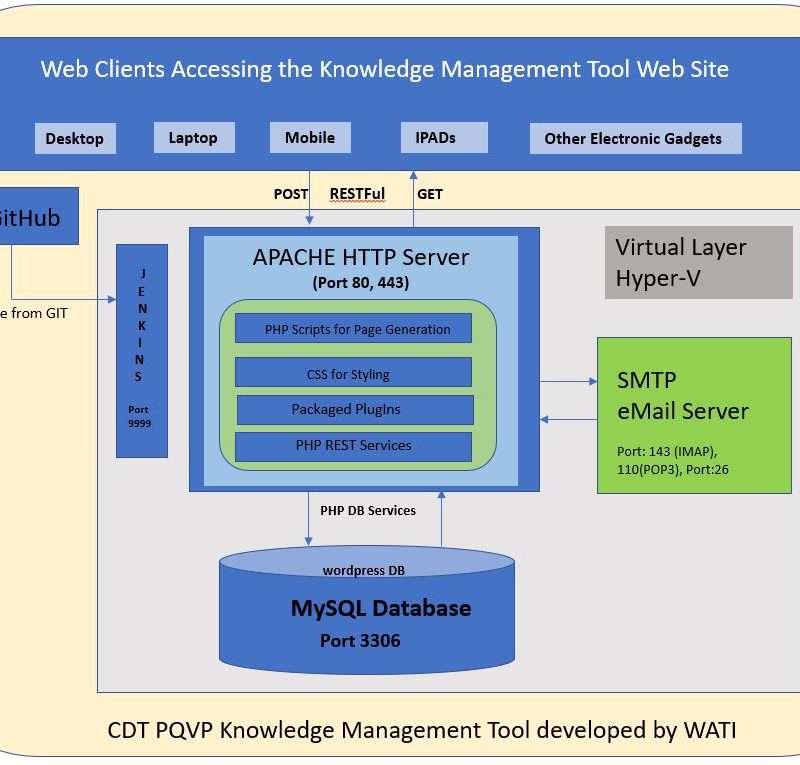 Web Clients Accessing the Knowledge Management Tool Web Site
Desktop
Laptop
Mobile
IPADs
Other Electronic Gadgets
POST
RESTFul
GET
GitHub
e from GIT
J
E
N
K
I
N
S
Port
9999
APACHE HTTP Server
(Port 80, 443)
PHP Scripts for Page Generation
CSS for Styling
Packaged PlugIns
PHP REST Services
Virtual Layer
Hyper-V
SMTP
eMail Server
Port: 143 (IMAP),
110(POP3), Port:26
PHP DB Services
wordpress DB
MySQL Database
Port 3306
CDT PQVP Knowledge Management Tool developed by WATI